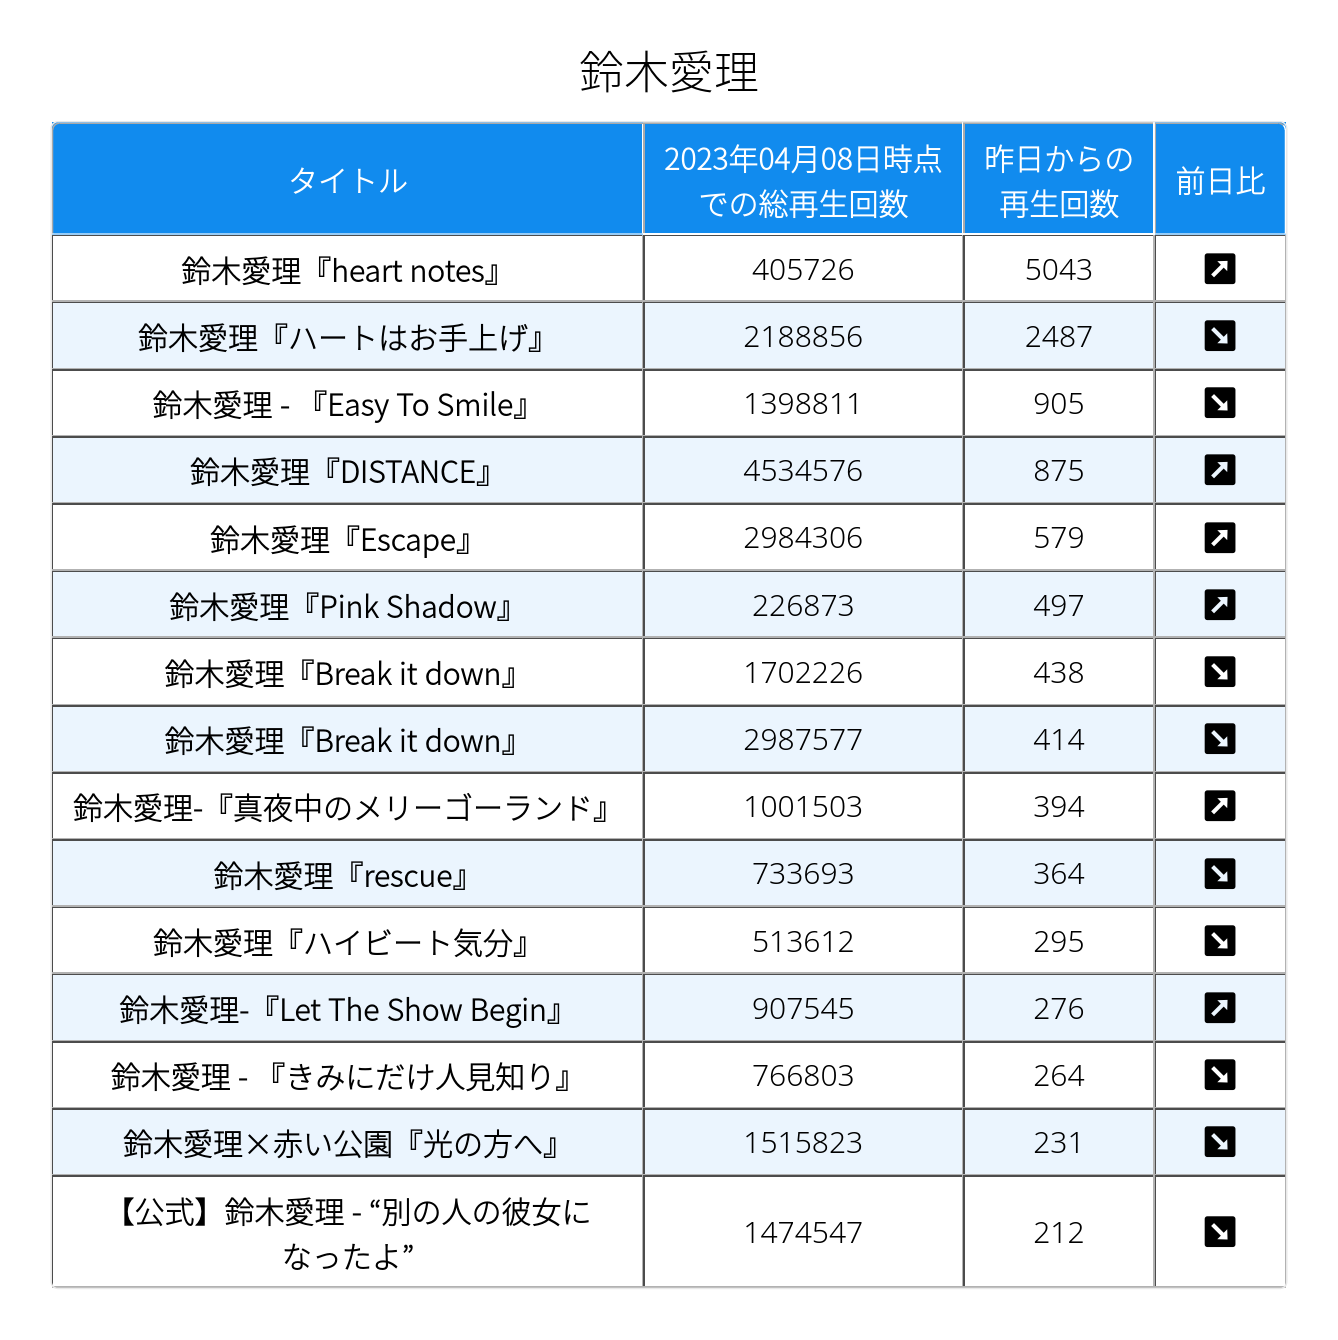 鈴木愛理
タイトル
2023年04月08日時点
での総再生回数
昨日からの
再生回数
前日比
鈴木愛理『heart notes』 405726 5043
鈴木愛理『ハートはお手上げ』 2188856 2487
鈴木愛理 - 『Easy To Smile』 1398811 905
鈴木愛理『DISTANCE』 4534576 875
鈴木愛理『Escape』 2984306 579
鈴木愛理『Pink Shadow』 226873 497
鈴木愛理『Break it down』 1702226 438
鈴木愛理『Break it down』 2987577 414
鈴木愛理-『真夜中のメリーゴーランド』 1001503 394
鈴木愛理『rescue』 733693 364
鈴木愛理『ハイビート気分』 513612 295
鈴木愛理-『Let The Show Begin』 907545 276
鈴木愛理 - 『きみにだけ人見知り』 766803 264
鈴木愛理×赤い公園『光の方へ』 1515823 231
【公式】鈴木愛理 - “別の人の彼女に
なったよ” 1474547 212